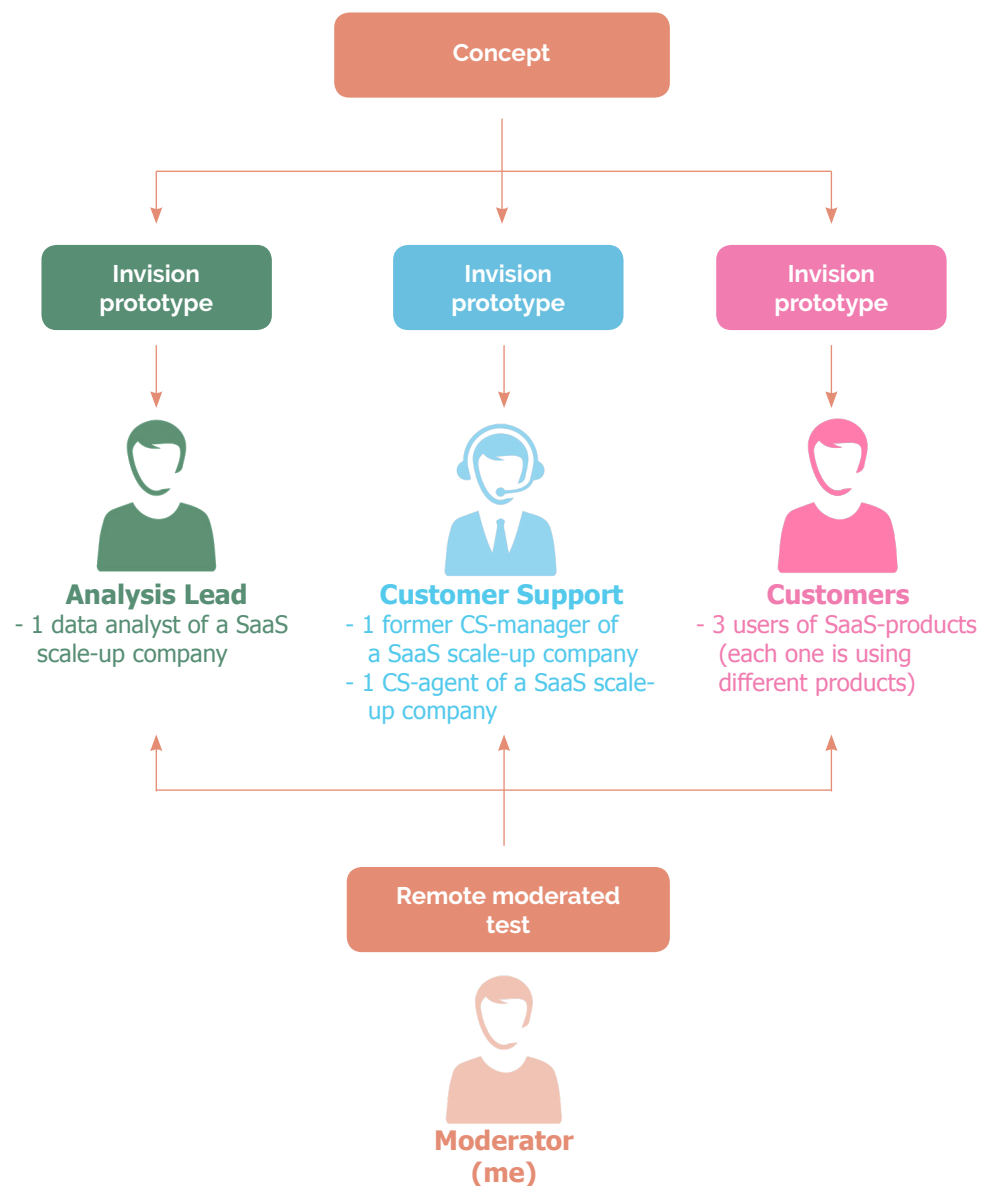 Concept
Invision
prototype
Invision
prototype
Invision
prototype
Analysis Lead
- 1 data analyst of a SaaS
scale-up company
Customer Support
- 1 former CS-manager of
a SaaS scale-up company
- 1 CS-agent of a SaaS scale-
up company
Customers
- 3 users of SaaS-products
(each one is using
different products)
Remote moderated
test
Moderator
(me)